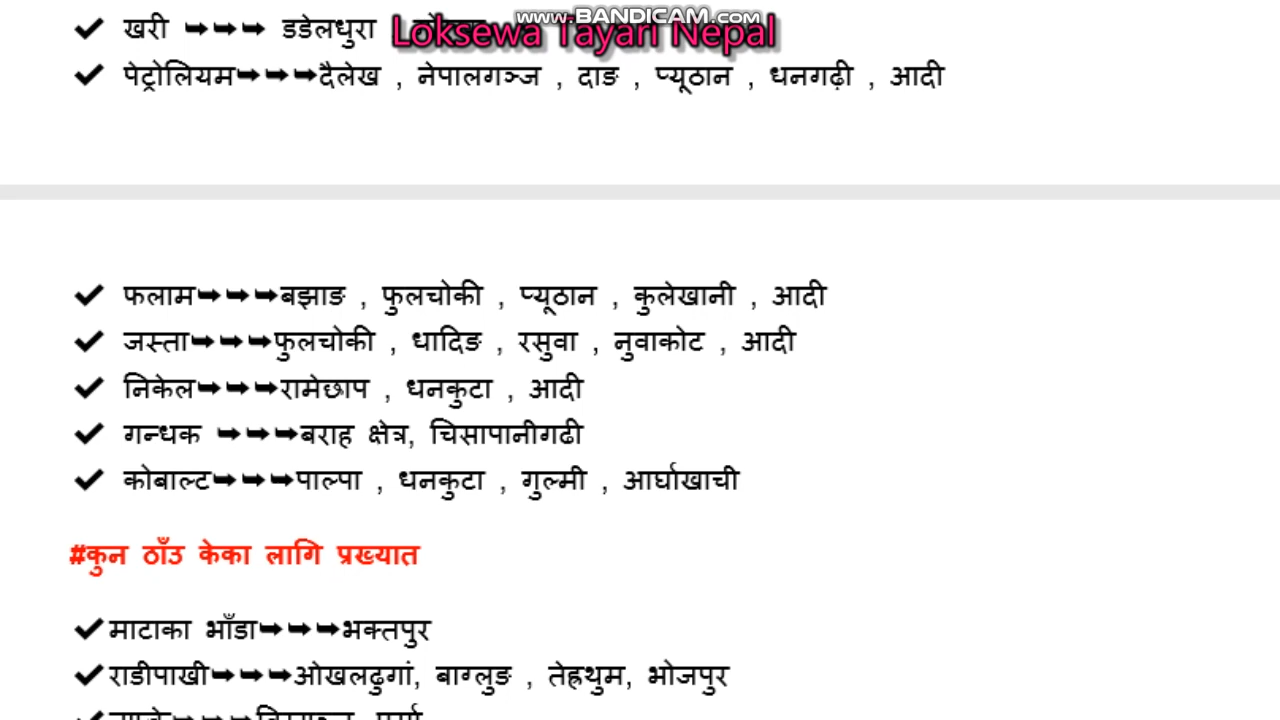 www.BANDICAM.com
✔ खरी ➥➥➥ डडेलधुरा
Loksewa Tayari Nepal
✔ पेट्रोलियम➥➥➥दैलेख , नेपालगञ्ज , दाङ , प्यूठान , धनगढ़ी , आदी
✔ फलाम➥➥➥बझाङ , फुलचोकी , प्यूठान , कुलेखानी , आदी
✔ जस्ता➥➥➥फुलचोकी , धादिङ , रसुवा , नुवाकोट , आदी
✔ निकेल➥➥➥रामेछाप , धनकुटा , आदी
✔ गन्धक ➥➥➥बराह क्षेत्र, चिसापानीगढी
✔ कोबाल्ट➥➥➥पाल्पा , धनकुटा , गुल्मी , आर्घाखाची
#कुन ठाँउ केका लागि प्रख्यात
✔माटाका भाँडा➥➥➥भक्तपुर
✔राडीपाखी➥➥➥ओखलढुगां, बाग्लुङ , तेह्रथुम, भोजपुर